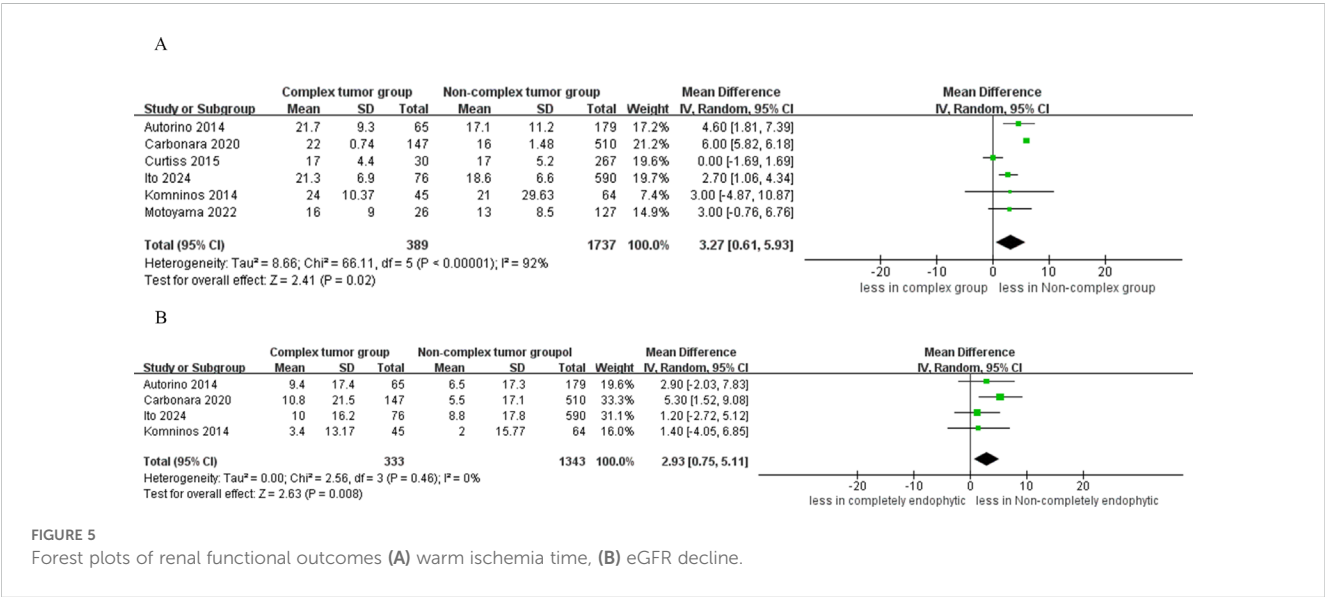 A
Complex tumor group Non-complex tumor group Mean Difference Mean Difference
Study or Subgroup Mean SD Total Mean SD Total Weight IV, Random, 95% CI IV, Random, 95% CI
Autorino 2014 21.7 9.3 65 17.1 11.2 179 17.2% 4.60 [1.81, 7.39]
Carbonara 2020 22 0.74 147 16 1.48 510 21.2% 6.00 [5.82, 6.18]
Curtiss 2015 17 4.4 30 17 5.2 267 19.6% 0.00 [-1.69, 1.69]
Ito 2024 21.3 6.9 76 18.6 6.6 590 19.7% 2.70 [1.06, 4.34]
Komninos 2014 24 10.37 45 21 29.63 64 7.4% 3.00 [-4.87, 10.87]
Motoyama 2022 16 9 26 13 8.5 127 14.9% 3.00 [-0.76, 6.76]
Total (95% CI) 389 1737 100.0% 3.27 [0.61, 5.93]
Heterogeneity: Tau² = 8.66; Chi² = 66.11, df = 5 (P < 0.00001); I² = 92%
Test for overall effect: Z = 2.41 (P = 0.02)
-20 -10 0 10 20
less in complex group less in Non-complex group
B
Complex tumor group Non-complex tumor groupol Mean Difference Mean Difference
Study or Subgroup Mean SD Total Mean SD Total Weight IV, Random, 95% CI IV, Random, 95% CI
Autorino 2014 9.4 17.4 65 6.5 17.3 179 19.6% 2.90 [-2.03, 7.83]
Carbonara 2020 10.8 21.5 147 5.5 17.1 510 33.3% 5.30 [1.52, 9.08]
Ito 2024 10 16.2 76 8.8 17.8 590 31.1% 1.20 [-2.72, 5.12]
Komninos 2014 3.4 13.17 45 2 15.77 64 16.0% 1.40 [-4.05, 6.85]
Total (95% CI) 333 1343 100.0% 2.93 [0.75, 5.11]
Heterogeneity: Tau² = 0.00; Chi² = 2.56, df = 3 (P = 0.46); I² = 0%
Test for overall effect: Z = 2.63 (P = 0.008)
-20 -10 0 10 20
less in completely endophytic less in Non-completely endophytic
FIGURE 5
Forest plots of renal functional outcomes (A) warm ischemia time, (B) eGFR decline.